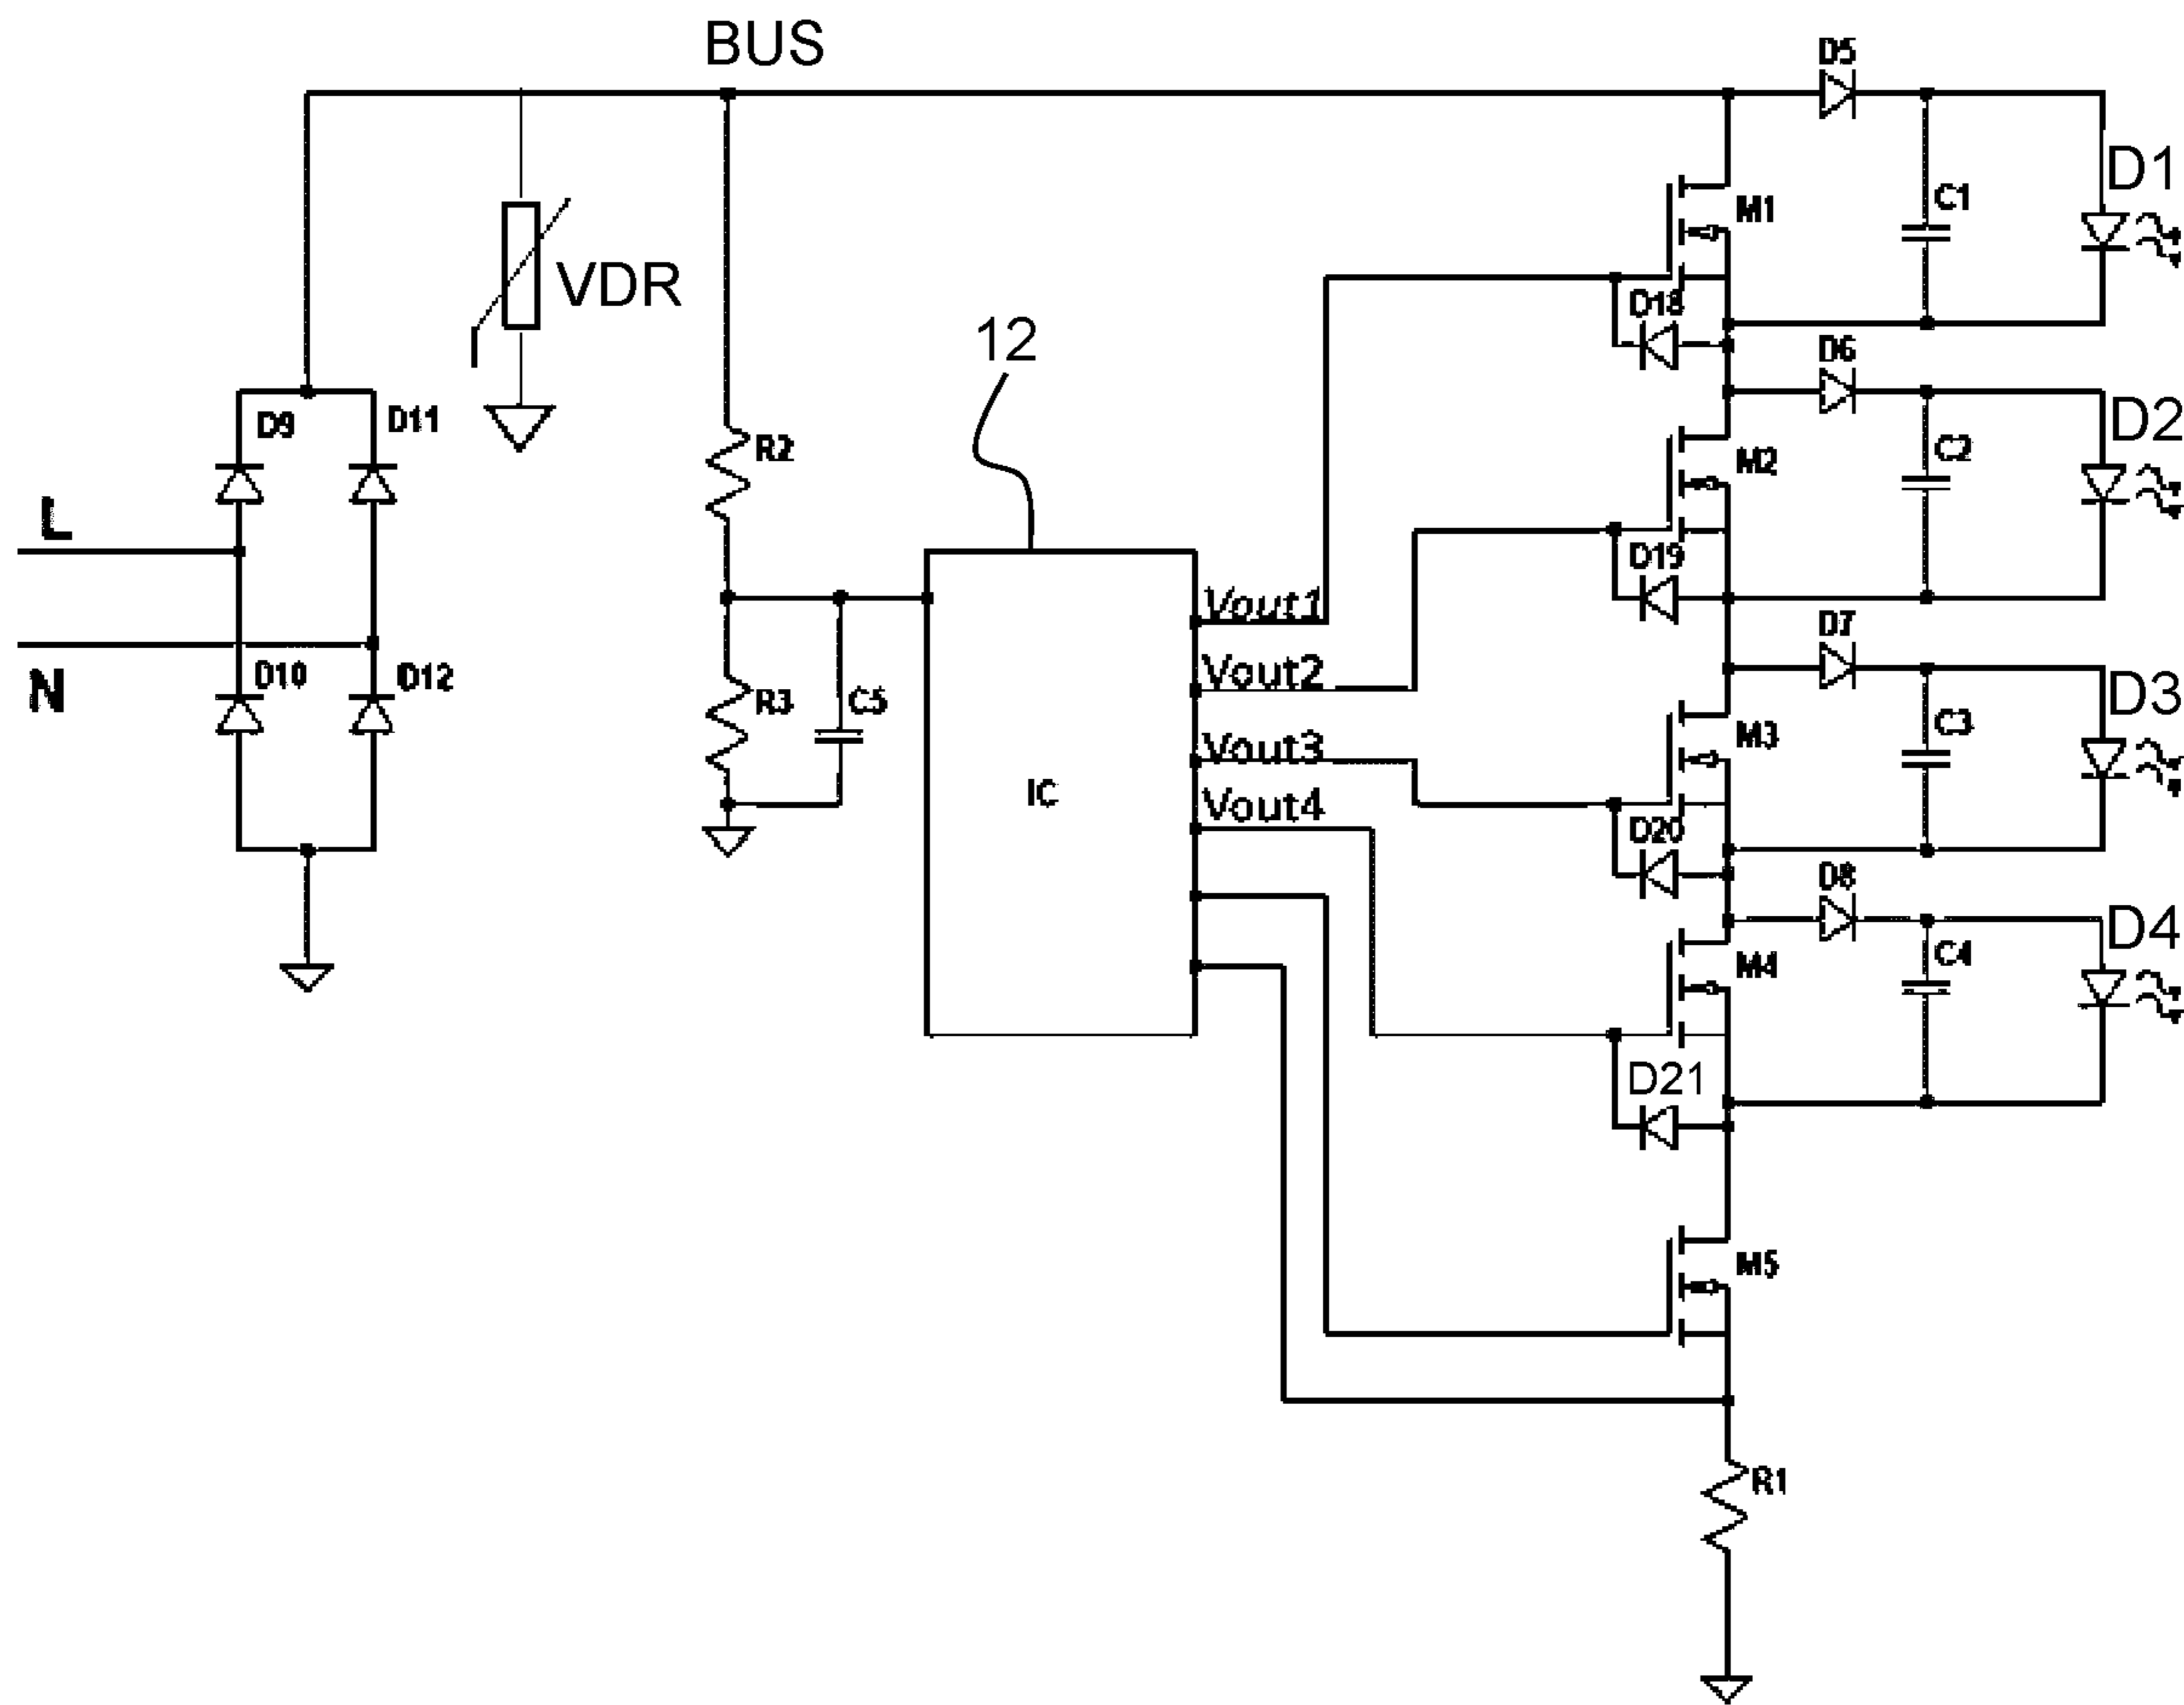 BUS
D5
D1
C1
M1
VDR
D18
12
D6
D9
D11
D2
R2
M2
C2
L
D19
Vout1
D7
N
D10
D12
Vout2
R3
C5
D3
M3
C3
Vout3
IC
Vout4
D20
D8
D4
M4
C4
D21
M5
R1